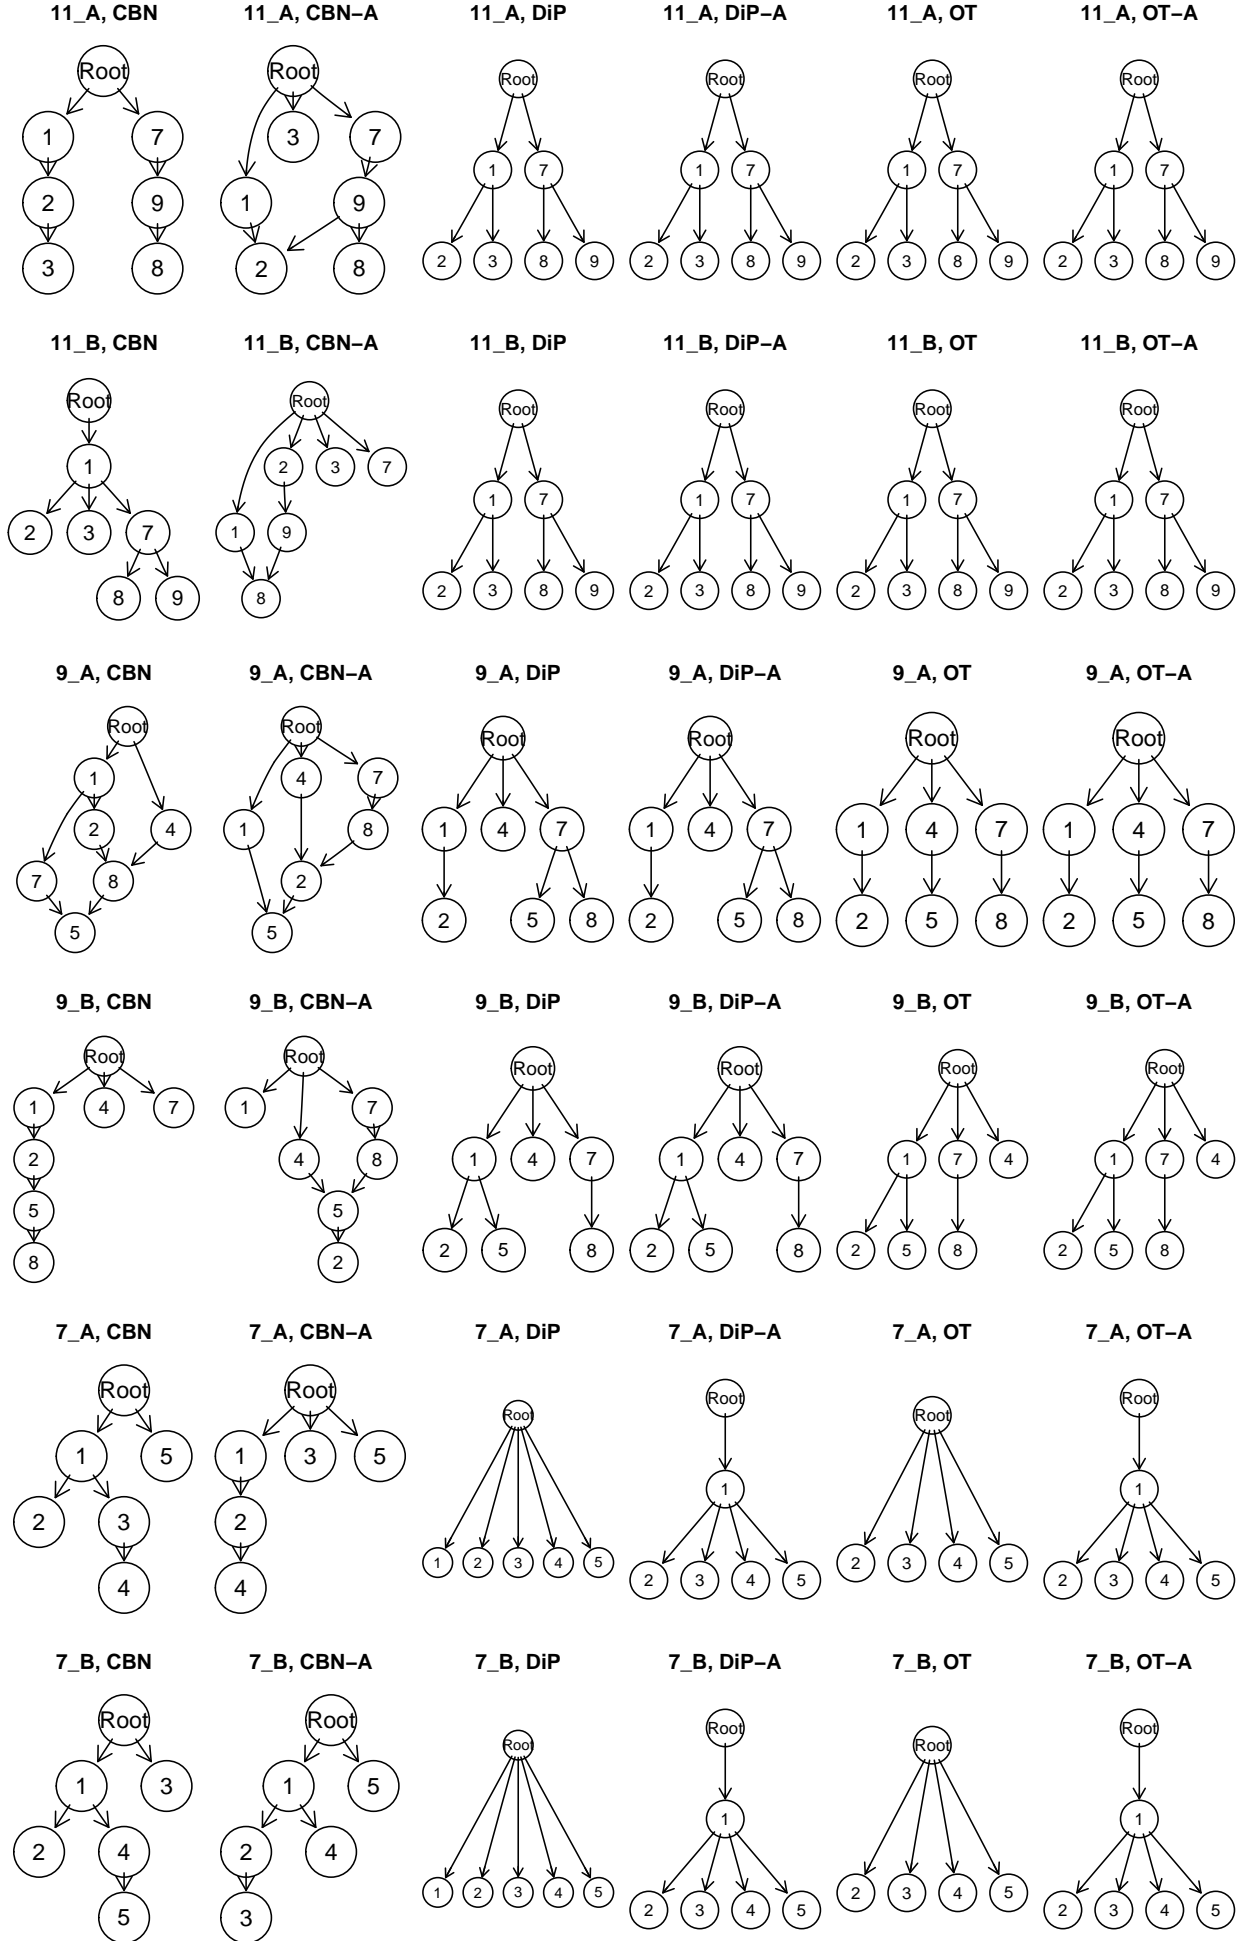 11_A, CBN 11_A, CBN−A 11_A, DiP 11_A, DiP−A 11_A, OT 11_A, OT−A
Root Root Root Root Root Root
1 7 3 7 1 7 1 7 1 7 1 7
2 9 1 9
3 8 2 8 2 3 8 9 2 3 8 9 2 3 8 9 2 3 8 9
11_B, CBN 11_B, CBN−A 11_B, DiP 11_B, DiP−A 11_B, OT 11_B, OT−A
Root Root Root Root Root Root
1 2 3 7 1 7 1 7 1 7 1 7
2 3 7 1 9
8 9 8 2 3 8 9 2 3 8 9 2 3 8 9 2 3 8 9
9_A, CBN 9_A, CBN−A 9_A, DiP 9_A, DiP−A 9_A, OT 9_A, OT−A
Root Root Root Root Root Root
1 4 7
2 4 1 8 1 4 7 1 4 7 1 4 7 1 4 7
7 8 2
5 5 2 5 8 2 5 8 2 5 8 2 5 8
9_B, CBN 9_B, CBN−A 9_B, DiP 9_B, DiP−A 9_B, OT 9_B, OT−A
Root Root Root Root Root Root
1 4 7 1 7
2 4 8 1 4 7 1 4 7 1 7 4 1 7 4
5 5
8 2 2 5 8 2 5 8 2 5 8 2 5 8
7_A, CBN 7_A, CBN−A 7_A, DiP 7_A, DiP−A 7_A, OT 7_A, OT−A
Root Root Root Root Root Root
1 5 1 3 5 1 1
2 3 2
4 4 1 2 3 4 5 2 3 4 5 2 3 4 5 2 3 4 5
7_B, CBN 7_B, CBN−A 7_B, DiP 7_B, DiP−A 7_B, OT 7_B, OT−A
Root Root Root Root Root Root
1 3 1 5 1 1
2 4 2 4
5 3 1 2 3 4 5 2 3 4 5 2 3 4 5 2 3 4 5